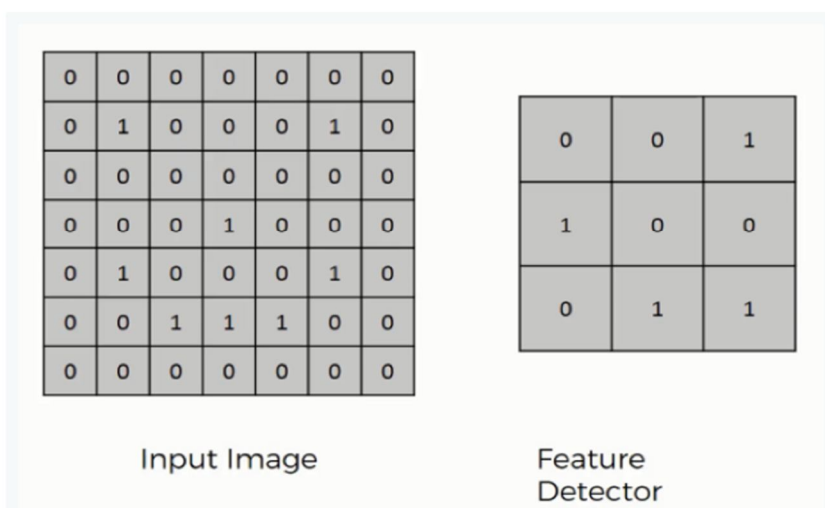 0 0 0 0 0 0 0
0 1 0 0 0 1 0
0 0 0 0 0 0 0
0 0 0 1 0 0 0
0 1 0 0 0 1 0
0 0 1 1 1 0 0
0 0 0 0 0 0 0
Input Image
0 0 1
1 0 0
0 1 1
Feature
Detector